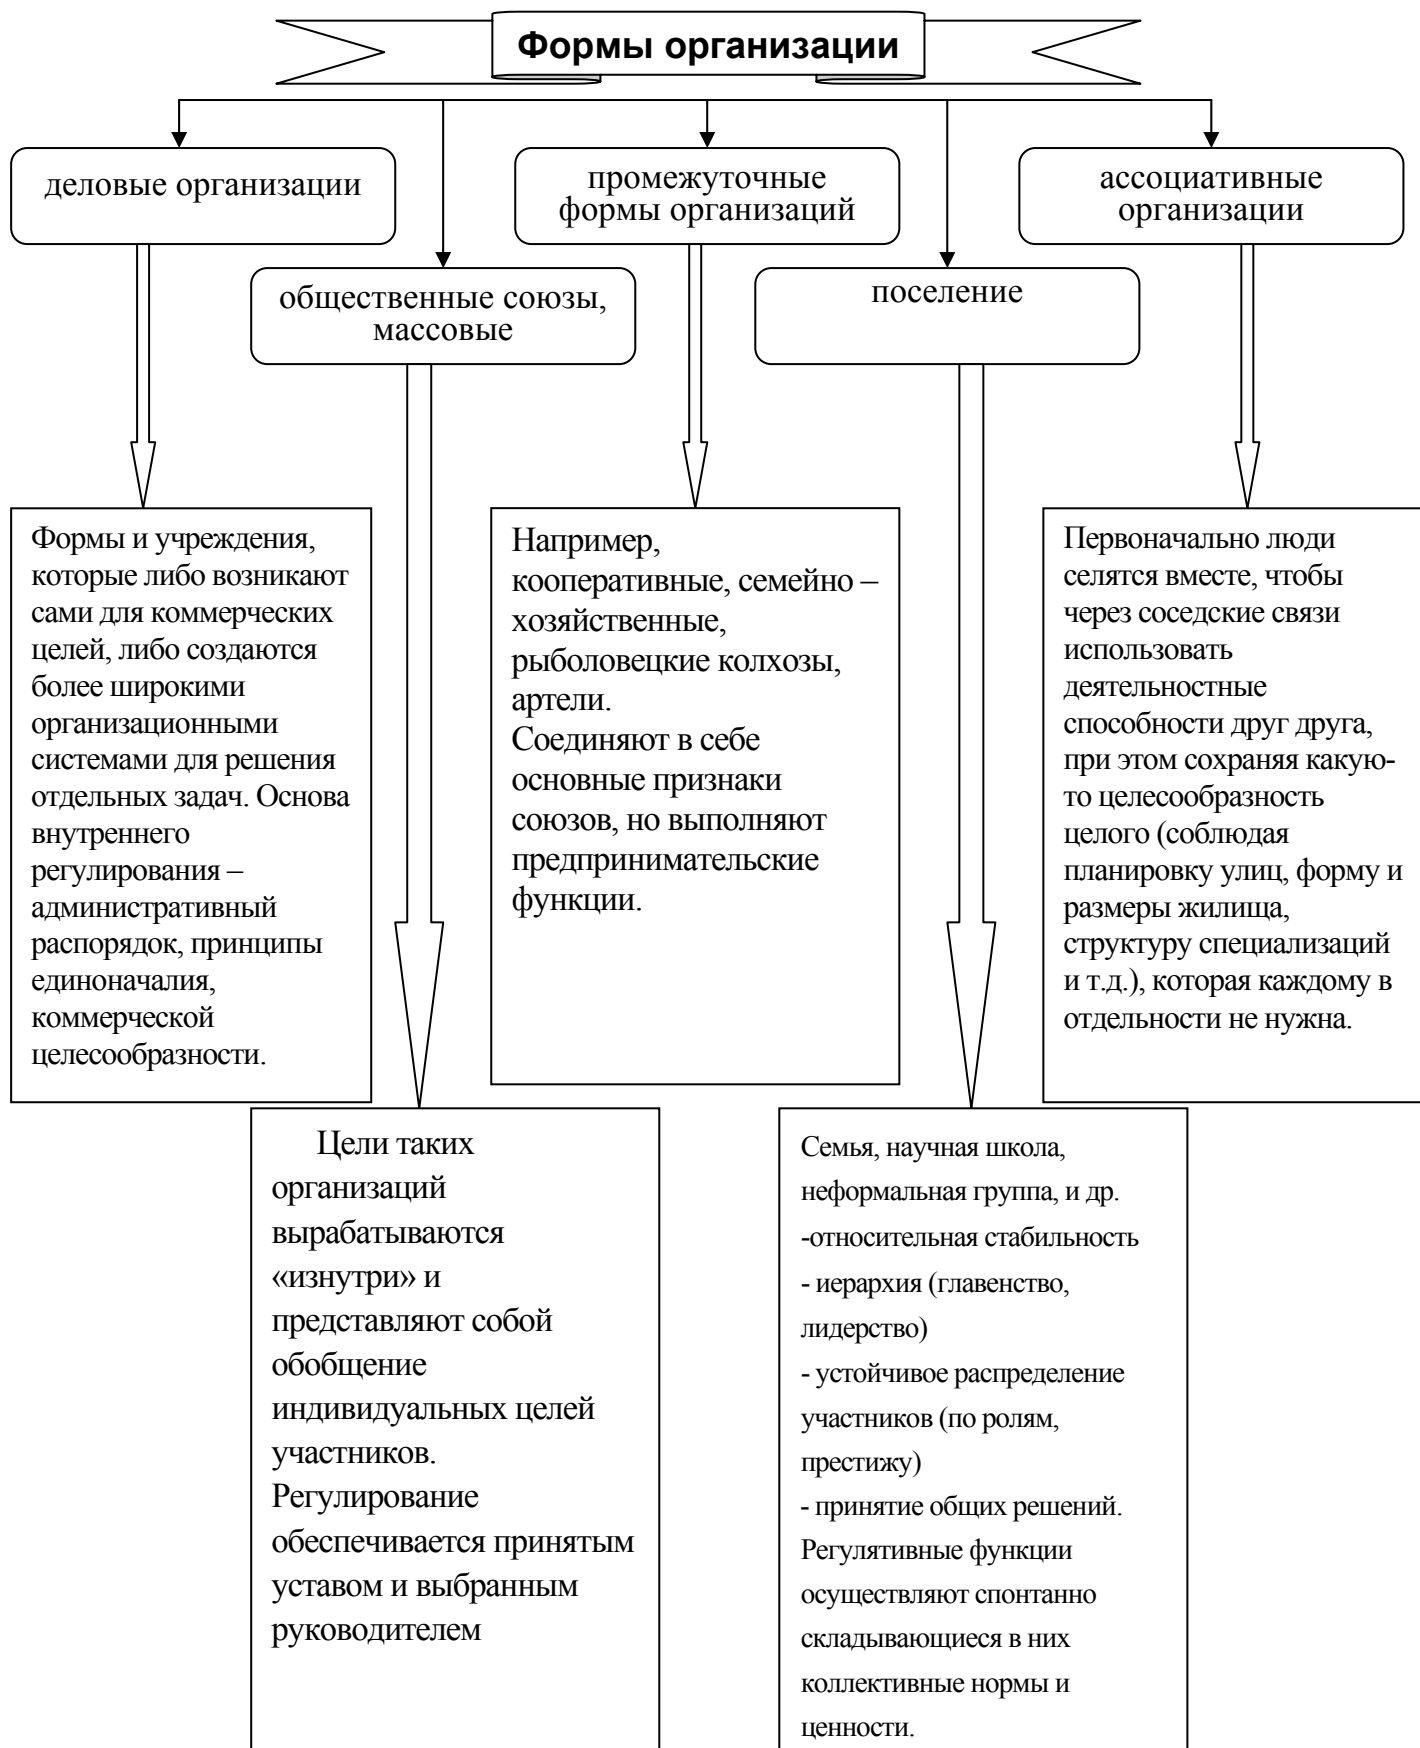 Формы организации
деловые организации
промежуточные
формы организаций
ассоциативные
организации
общественные союзы,
массовые
поселение
Формы и учреждения,
которые либо возникают
сами для коммерческих
целей, либо создаются
более широкими
организационными
системами для решения
отдельных задач. Основа
внутреннего
регулирования –
административный
распорядок, принципы
единоначалия,
коммерческой
целесообразности.
Например,
кооперативные, семейно –
хозяйственные,
рыболовецкие колхозы,
артели.
Соединяют в себе
основные признаки
союзов, но выполняют
предпринимательские
функции.
Первоначально люди
селятся вместе, чтобы
через соседские связи
использовать
деятельностные
способности друг друга,
при этом сохраняя какую-
то целесообразность
целого (соблюдая
планировку улиц, форму и
размеры жилища,
структуру специализаций
и т.д.), которая каждому в
отдельности не нужна.
Цели таких
организаций
вырабатываются
«изнутри» и
представляют собой
обобщение
индивидуальных целей
участников.
Регулирование
обеспечивается принятым
уставом и выбранным
руководителем
Семья, научная школа,
неформальная группа, и др.
-относительная стабильность
- иерархия (главенство,
лидерство)
- устойчивое распределение
участников (по ролям,
престижу)
- принятие общих решений.
Регулятивные функции
осуществляют спонтанно
складывающиеся в них
коллективные нормы и
ценности.